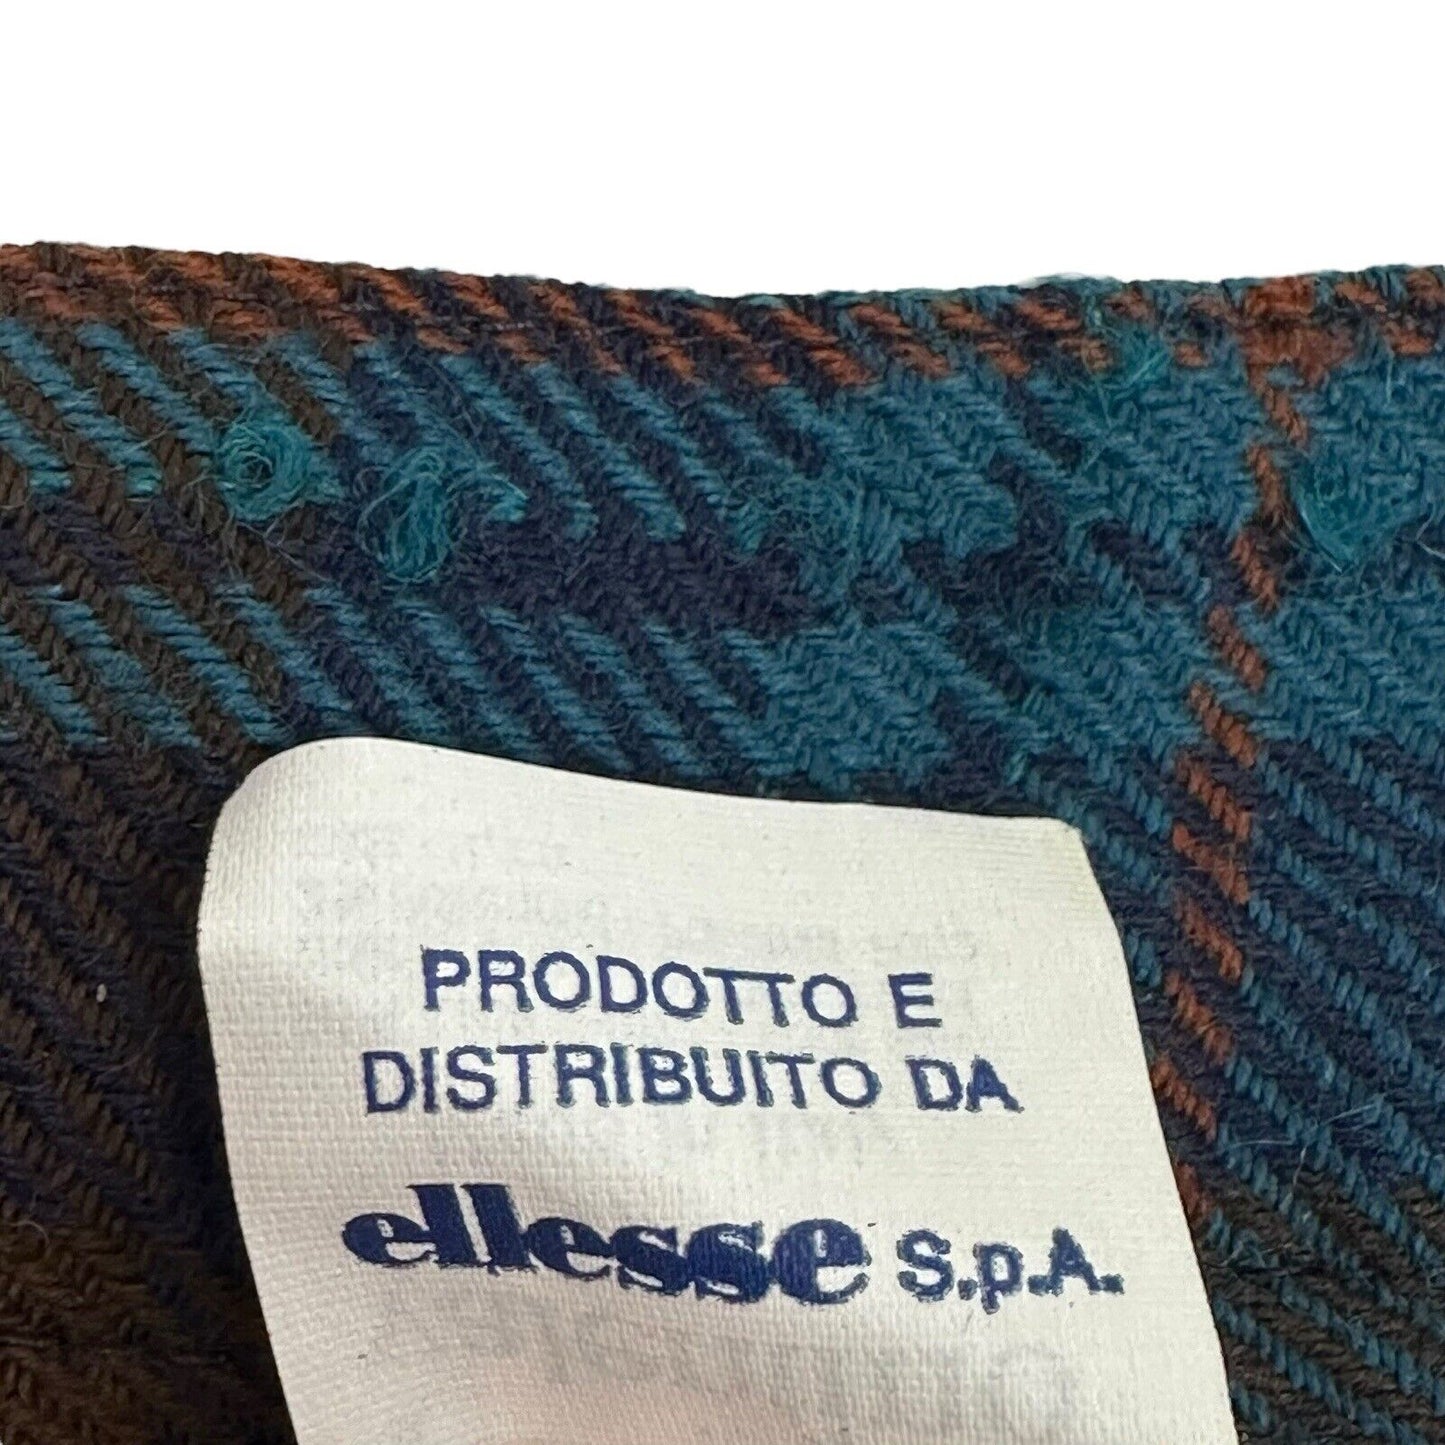 PRODOTTO E
DISTRIBUITO DA
ellesse S.p.A.